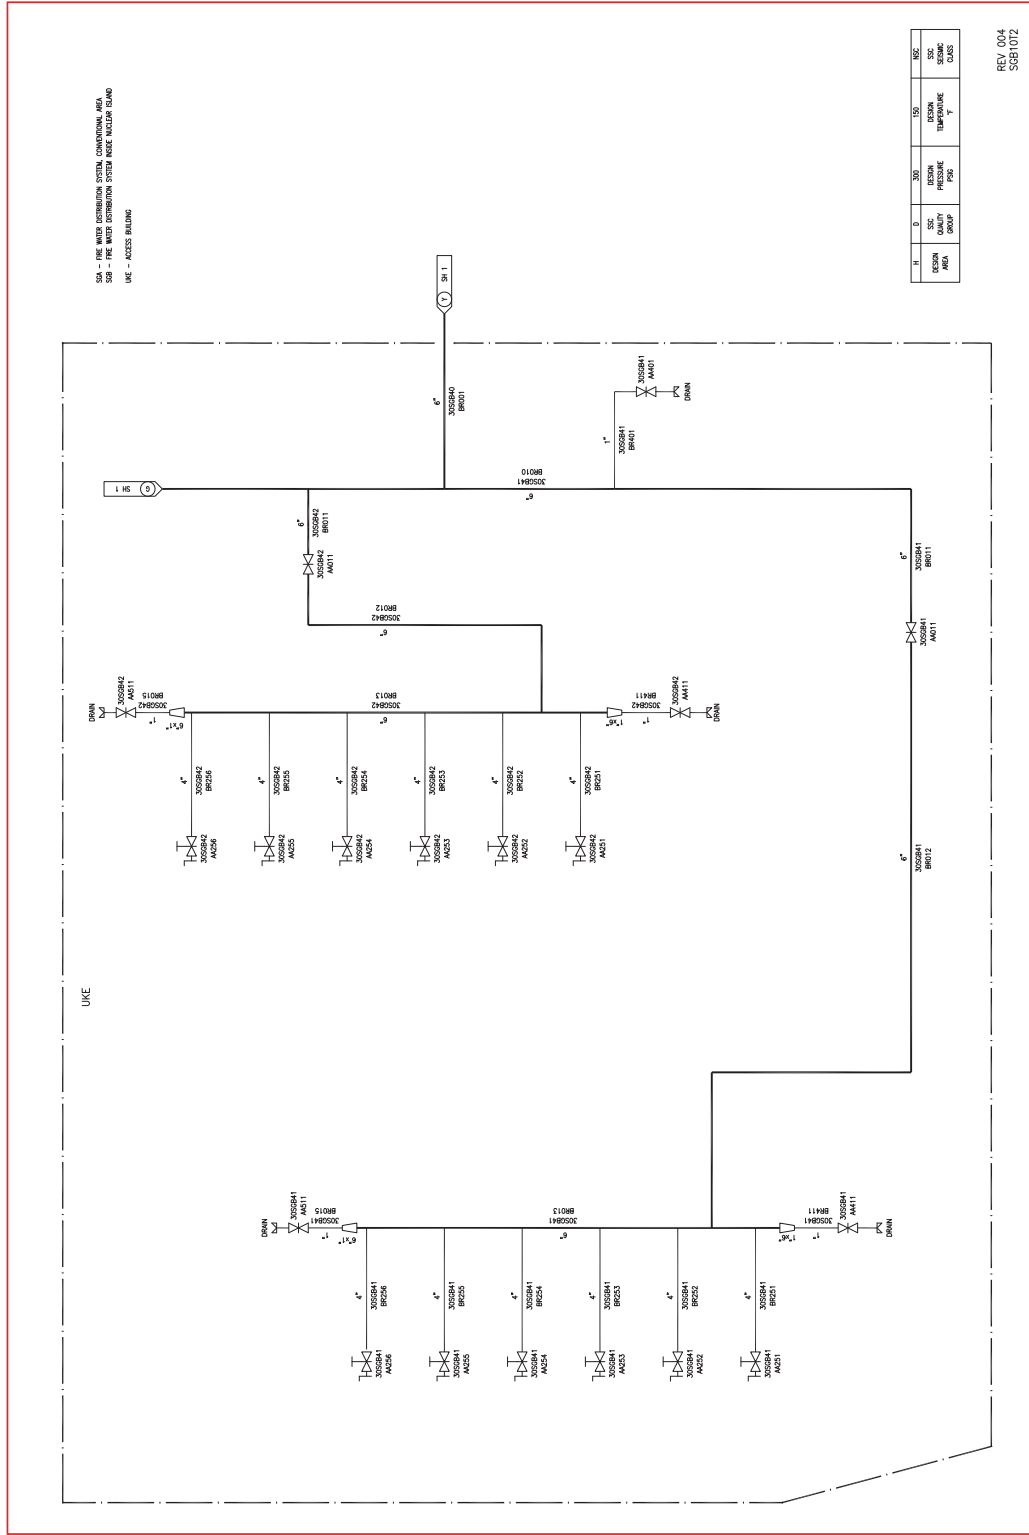 SGA - FIRE WATER DISTRIBUTION SYSTEM, CONVENTIONAL AREA
SGB - FIRE WATER DISTRIBUTION SYSTEM INSIDE NUCLEAR ISLAND
UKE - ACCESS BUILDING
H
D
300
150
NSC
DESIGN
AREA
SSC
QUALITY
GROUP
DESIGN
PRESSURE
PSIG
DESIGN
TEMPERATURE
°F
SSC
SEISMIC
CLASS
REV 004
SGB10T2
UKE
G
SH 1
Y
SH 1
6"
30SGB40
BR001
6"
30SGB41
BR010
1"
30SGB41
BR401
30SGB41
AA401
DRAIN
6"
30SGB42
BR011
30SGB42
AA011
6"
30SGB42
BR012
6"
30SGB41
BR011
30SGB41
AA011
6"
30SGB41
BR012
DRAIN
30SGB42
AA511
1"
30SGB42
BR015
6"x1"
6"
30SGB42
BR013
1"x6"
1"
30SGB42
BR411
30SGB42
AA411
DRAIN
4"
30SGB42
BR256
4"
30SGB42
BR255
4"
30SGB42
BR254
4"
30SGB42
BR253
4"
30SGB42
BR252
4"
30SGB42
BR251
30SGB42
AA256
30SGB42
AA255
30SGB42
AA254
30SGB42
AA253
30SGB42
AA252
30SGB42
AA251
DRAIN
30SGB41
AA511
1"
30SGB41
BR015
6"x1"
6"
30SGB41
BR013
1"x6"
1"
30SGB41
BR411
30SGB41
AA411
DRAIN
4"
30SGB41
BR256
4"
30SGB41
BR255
4"
30SGB41
BR254
4"
30SGB41
BR253
4"
30SGB41
BR252
4"
30SGB41
BR251
30SGB41
AA256
30SGB41
AA255
30SGB41
AA254
30SGB41
AA253
30SGB41
AA252
30SGB41
AA251